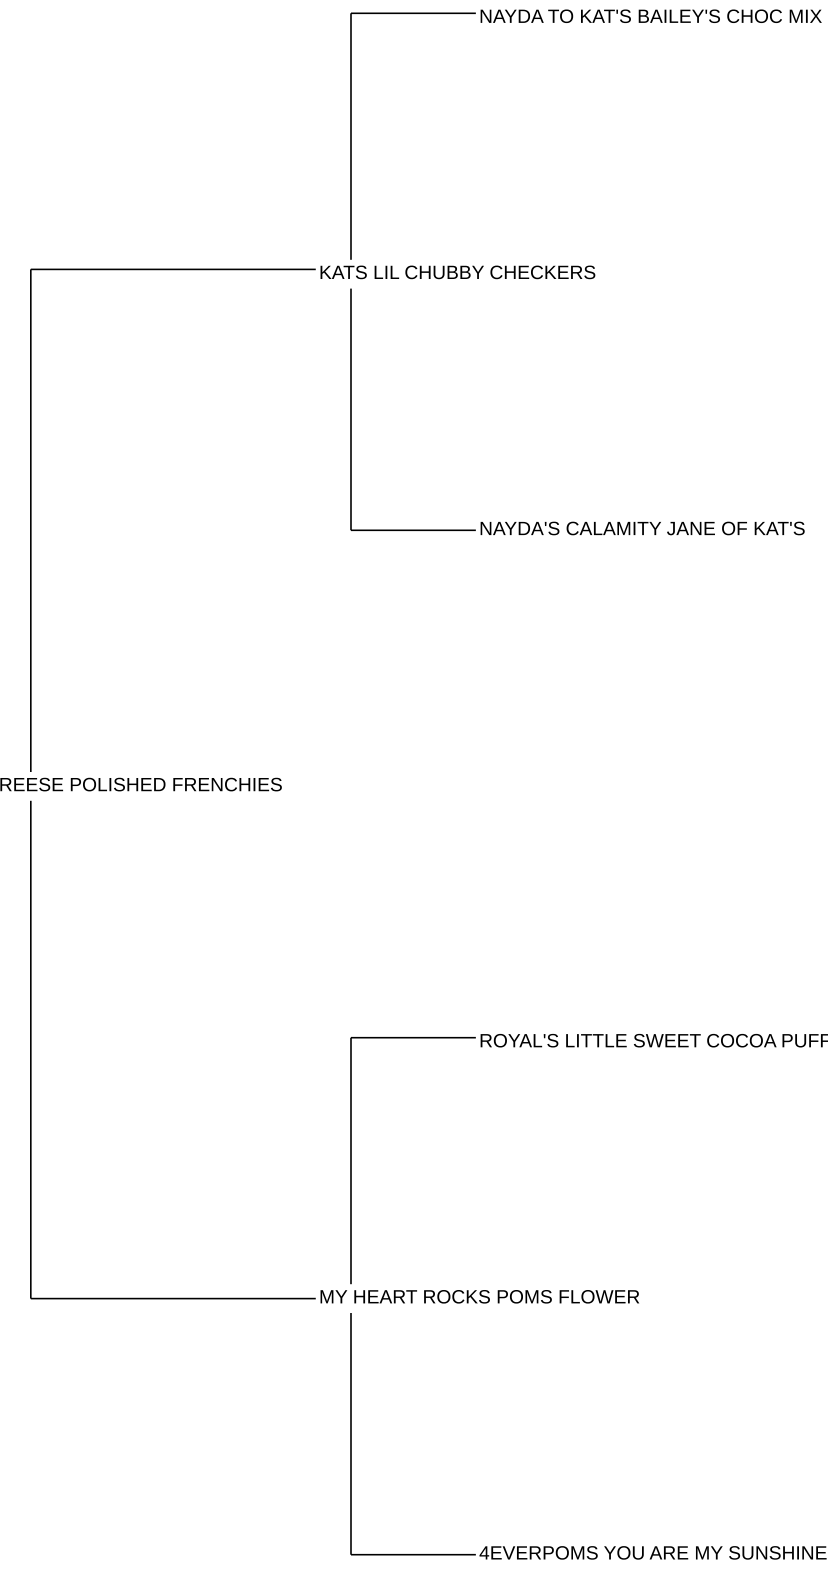 NAYDA TO KAT'S BAILEY'S CHOC MIX
KATS LIL CHUBBY CHECKERS
NAYDA'S CALAMITY JANE OF KAT'S
REESE POLISHED FRENCHIES
ROYAL'S LITTLE SWEET COCOA PUFF
MY HEART ROCKS POMS FLOWER
4EVERPOMS YOU ARE MY SUNSHINE